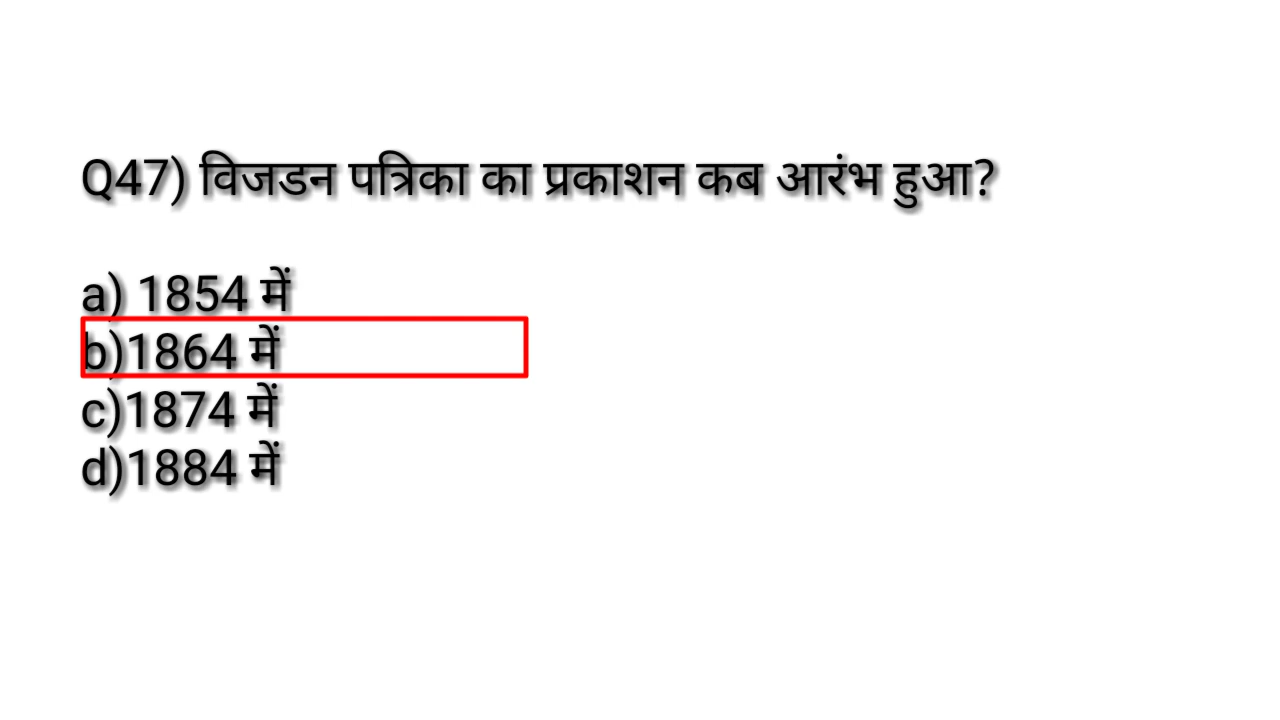 Q47) विजडन पत्रिका का प्रकाशन कब आरंभ हुआ?
a) 1854 में
b)1864 में
c)1874 में
d)1884 में